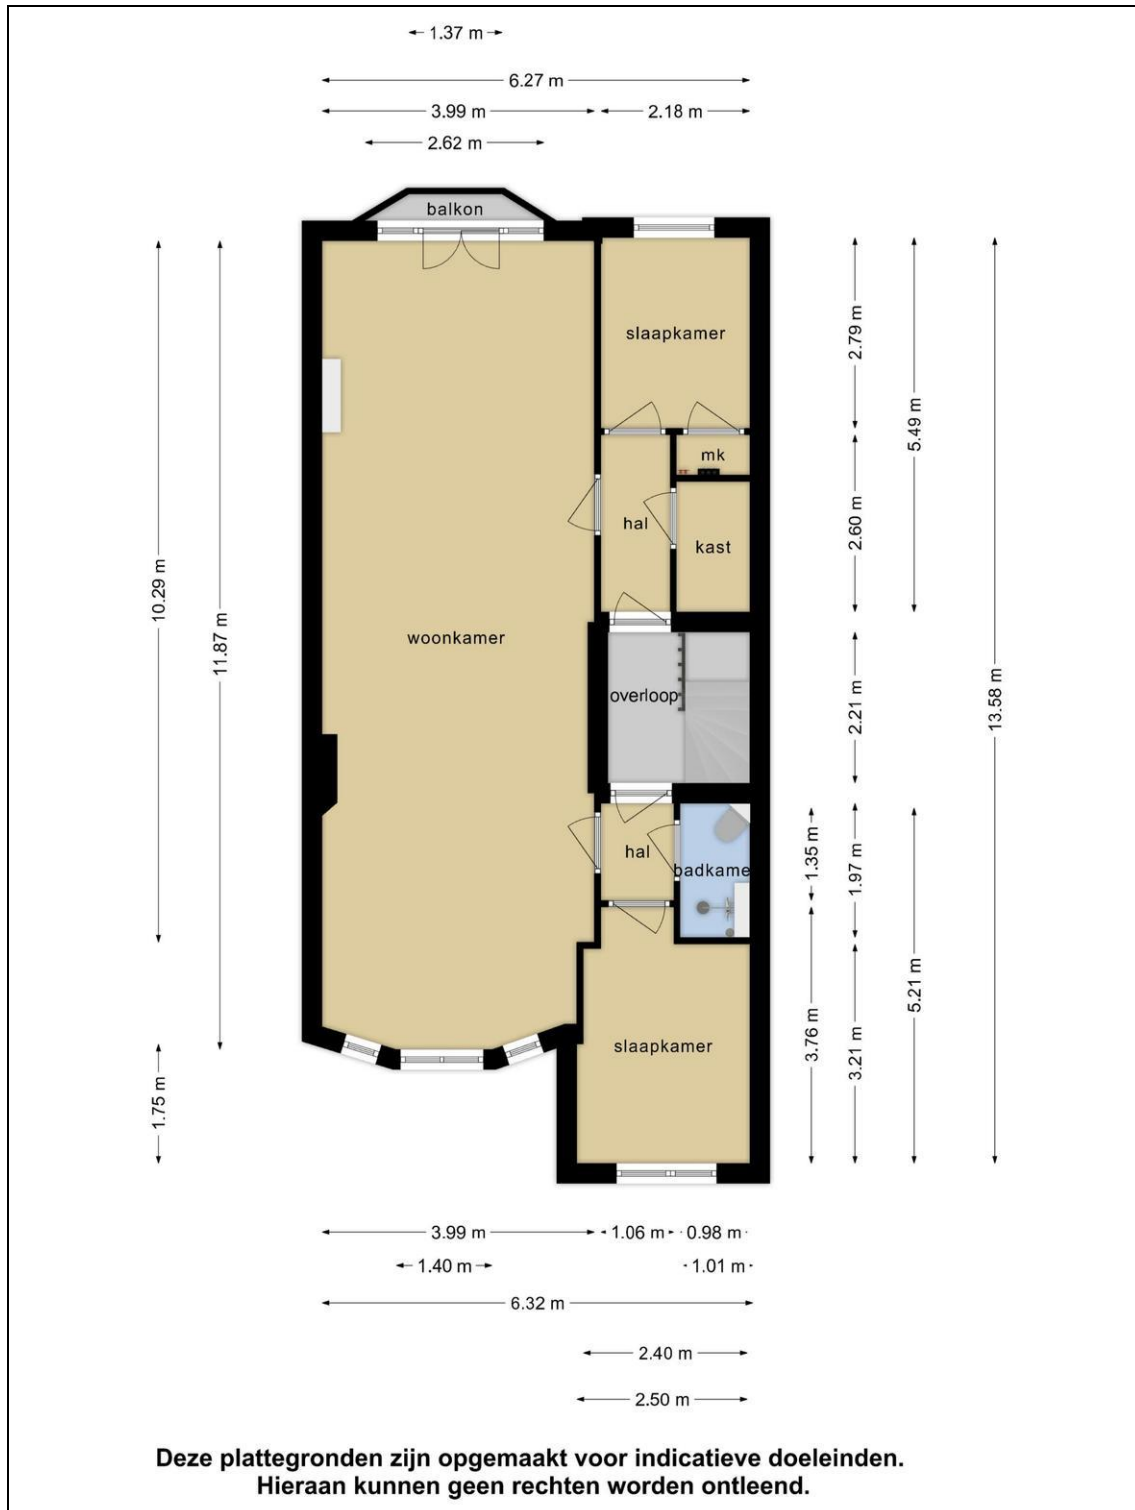 1.37 m
6.27 m
3.99 m
2.18 m
2.62 m
balkon
slaapkamer
mk
hal
kast
woonkamer
overloop
hal
badkame
slaapkamer
10.29 m
11.87 m
1.75 m
2.79 m
5.49 m
2.60 m
2.21 m
13.58 m
1.35 m
1.97 m
5.21 m
3.76 m
3.21 m
3.99 m
1.06 m
0.98 m
1.40 m
1.01 m
6.32 m
2.40 m
2.50 m
Deze plattegronden zijn opgemaakt voor indicatieve doeleinden.
Hieraan kunnen geen rechten worden ontleend.